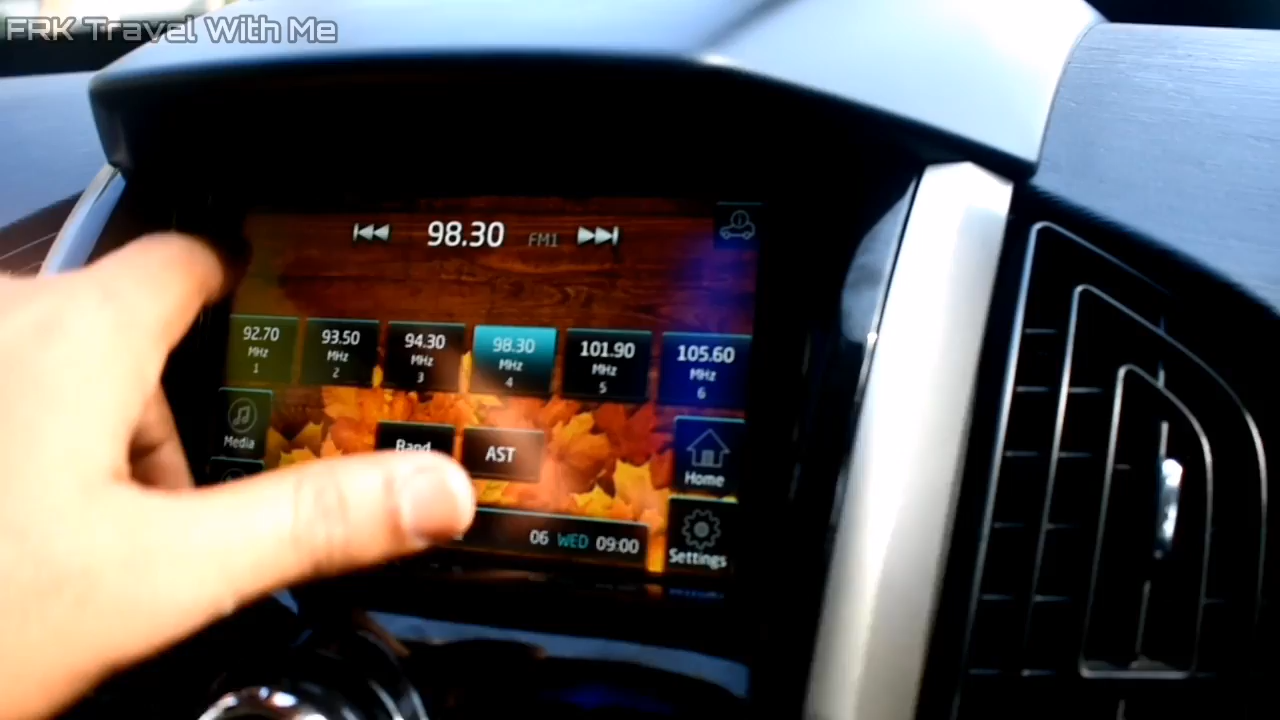 FRK Travel With Me
98.30 FM1
92.70 MHz 1
93.50 MHz 2
94.30 MHz 3
98.30 MHz 4
101.90 MHz 5
105.60 MHz 6
Media
Band
AST
Home
06 WED 09:00
Settings